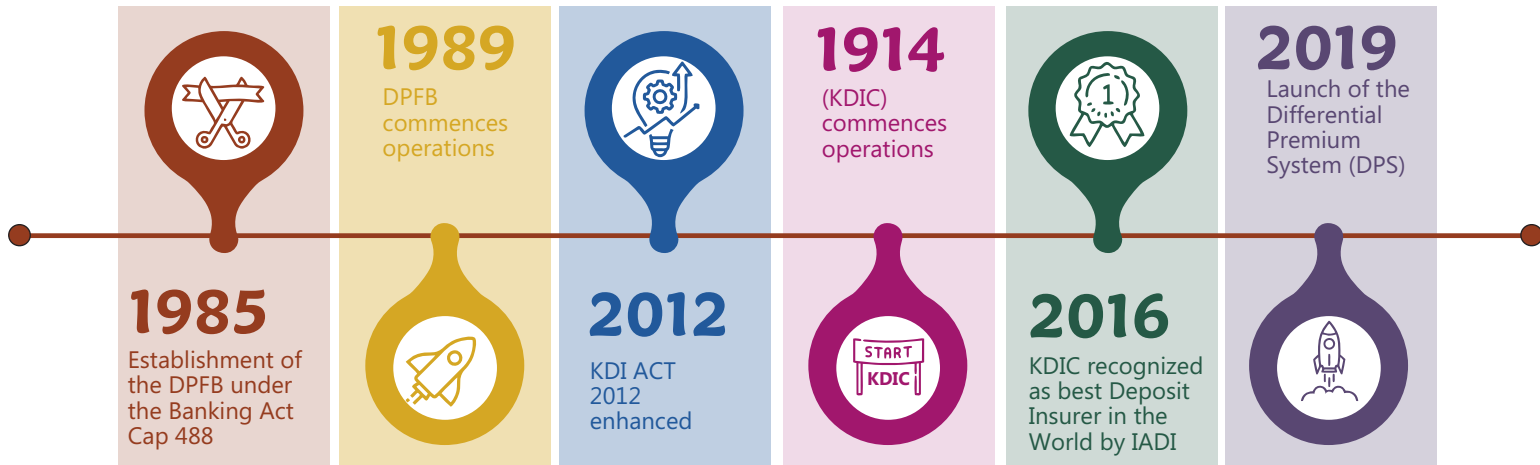 1985
Establishment of
the DPFB under
the Banking Act
Cap 488
1989
DPFB
commences
operations
2012
KDI ACT
2012
enhanced
1914
(KDIC)
commences
operations
START
KDIC
1
2016
KDIC recognized
as best Deposit
Insurer in the
World by IADI
2019
Launch of the
Differential
Premium
System (DPS)